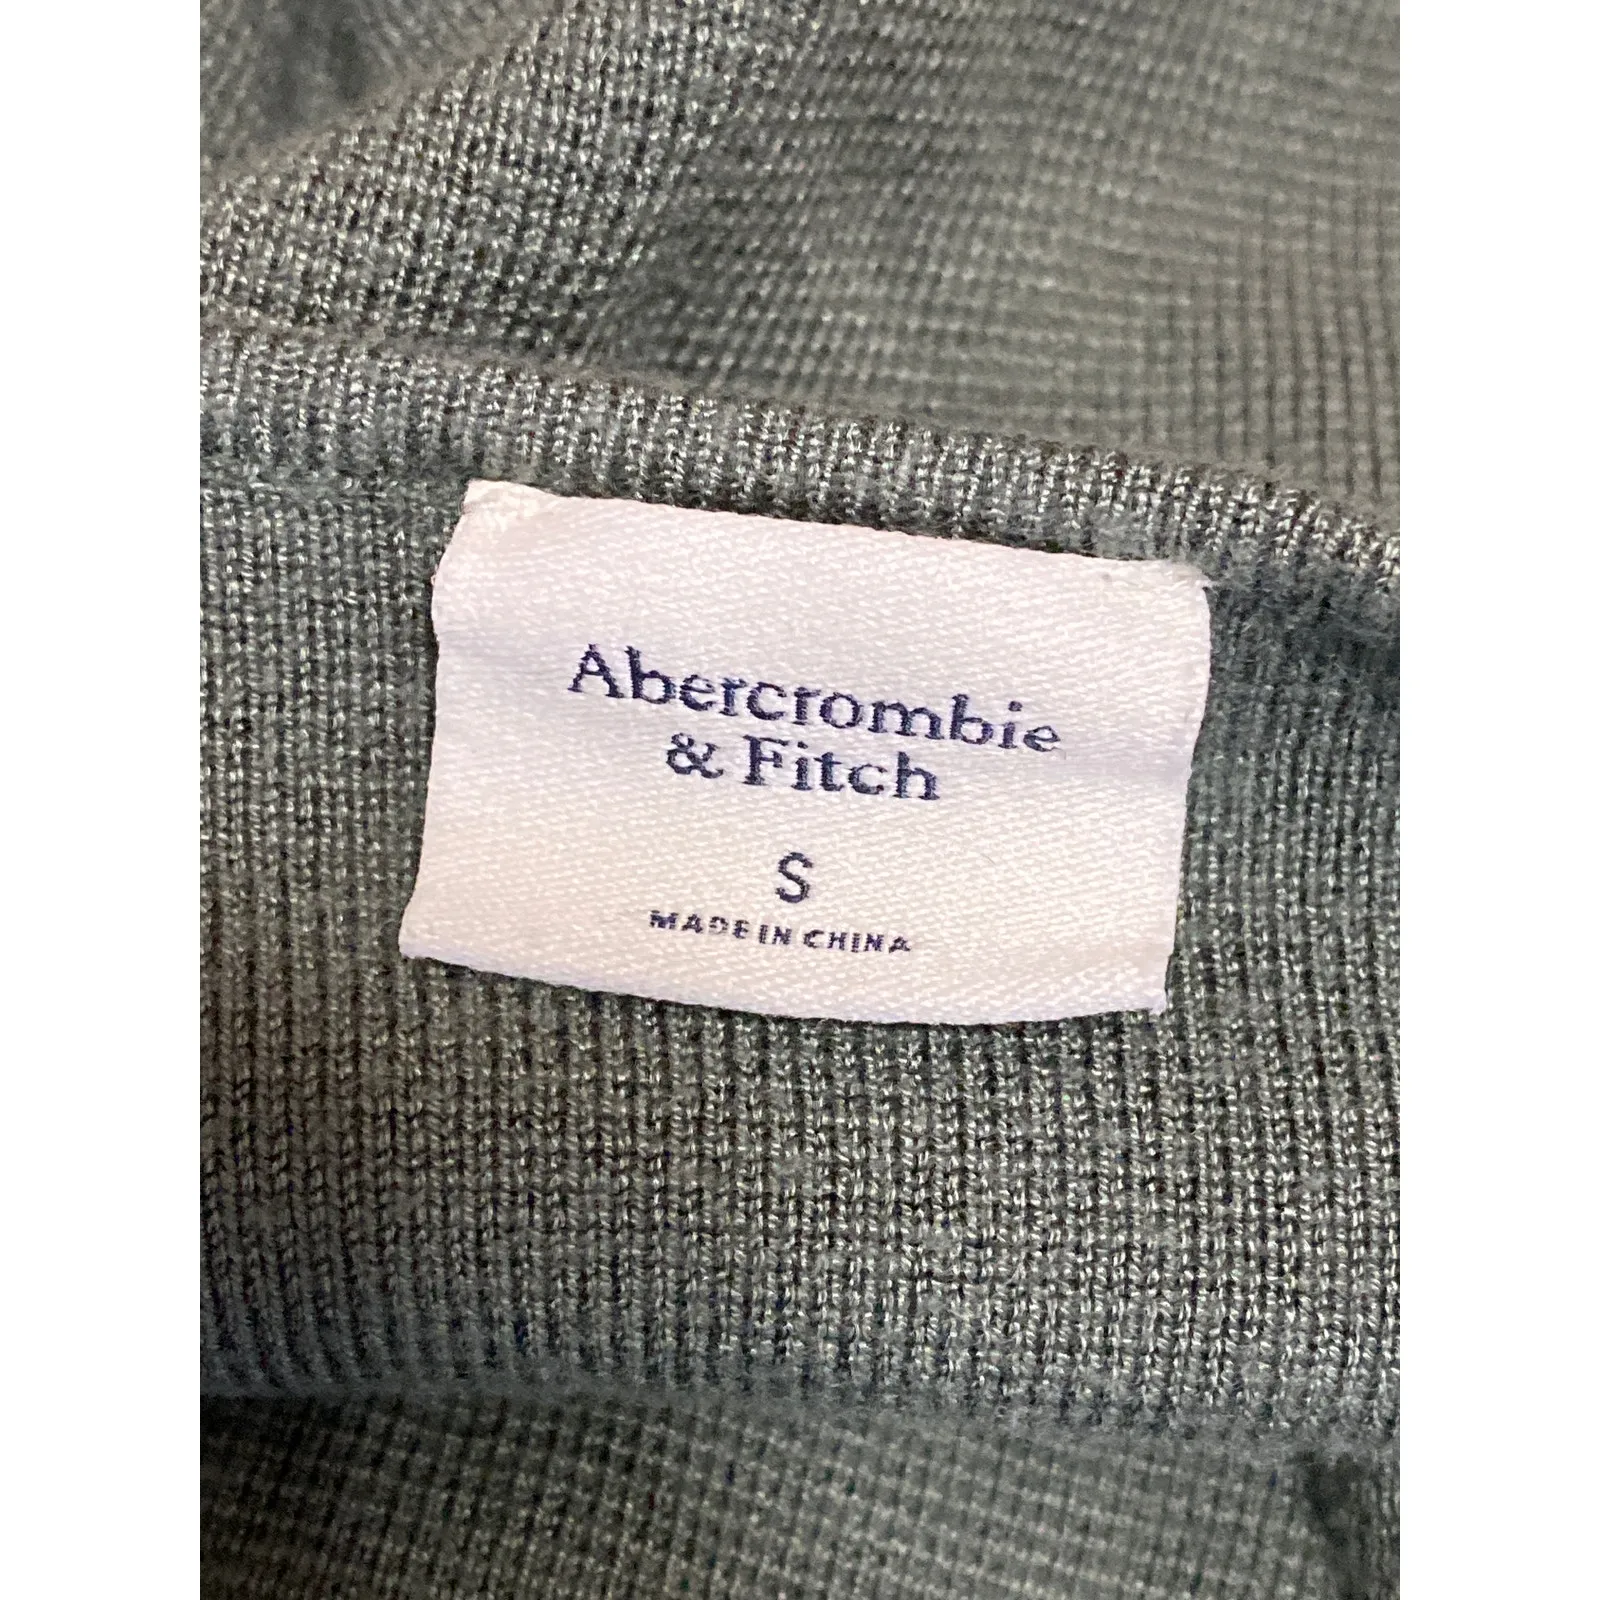 Abercrombie
& Fitch
S
MADE IN CHINA